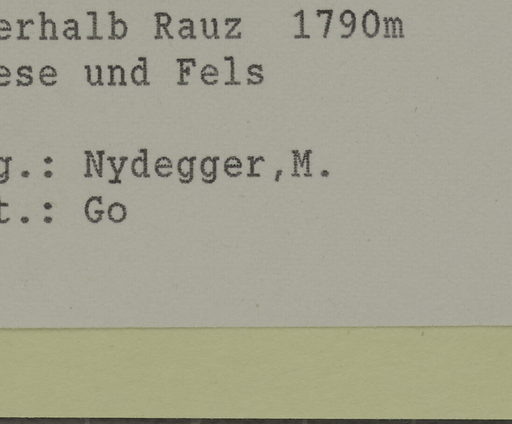 erhalb Rauz 1790m
ese und Fels
g.: Nydegger,M.
t.: Go